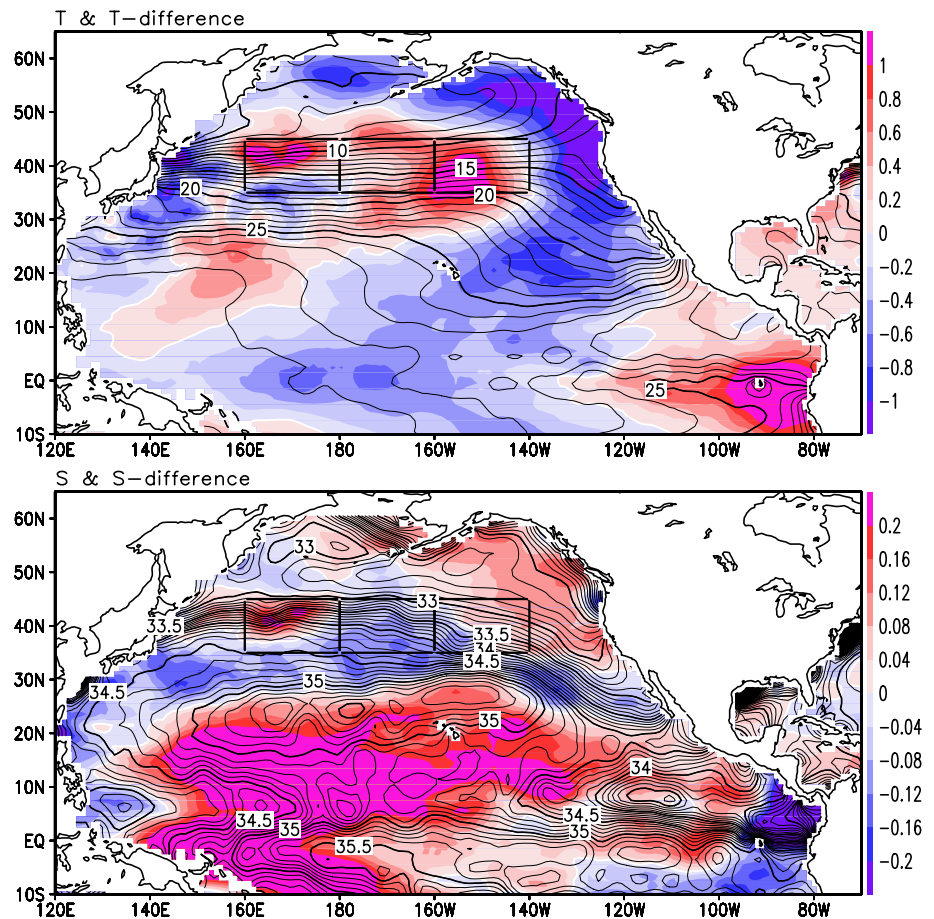 T & T-difference
60N
50N
40N
30N
20N
10N
EQ
10S
120E 140E 160E 180 160W 140W 120W 100W 80W
10
15
20
20
25
25
1
0.8
0.6
0.4
0.2
0
-0.2
-0.4
-0.6
-0.8
-1
S & S-difference
60N
50N
40N
30N
20N
10N
EQ
10S
120E 140E 160E 180 160W 140W 120W 100W 80W
33
33
33.5
33.5
34
34.5
34.5
35
35
34
34.5
34.5
35
35
35.5
0.2
0.16
0.12
0.08
0.04
0
-0.04
-0.08
-0.12
-0.16
-0.2